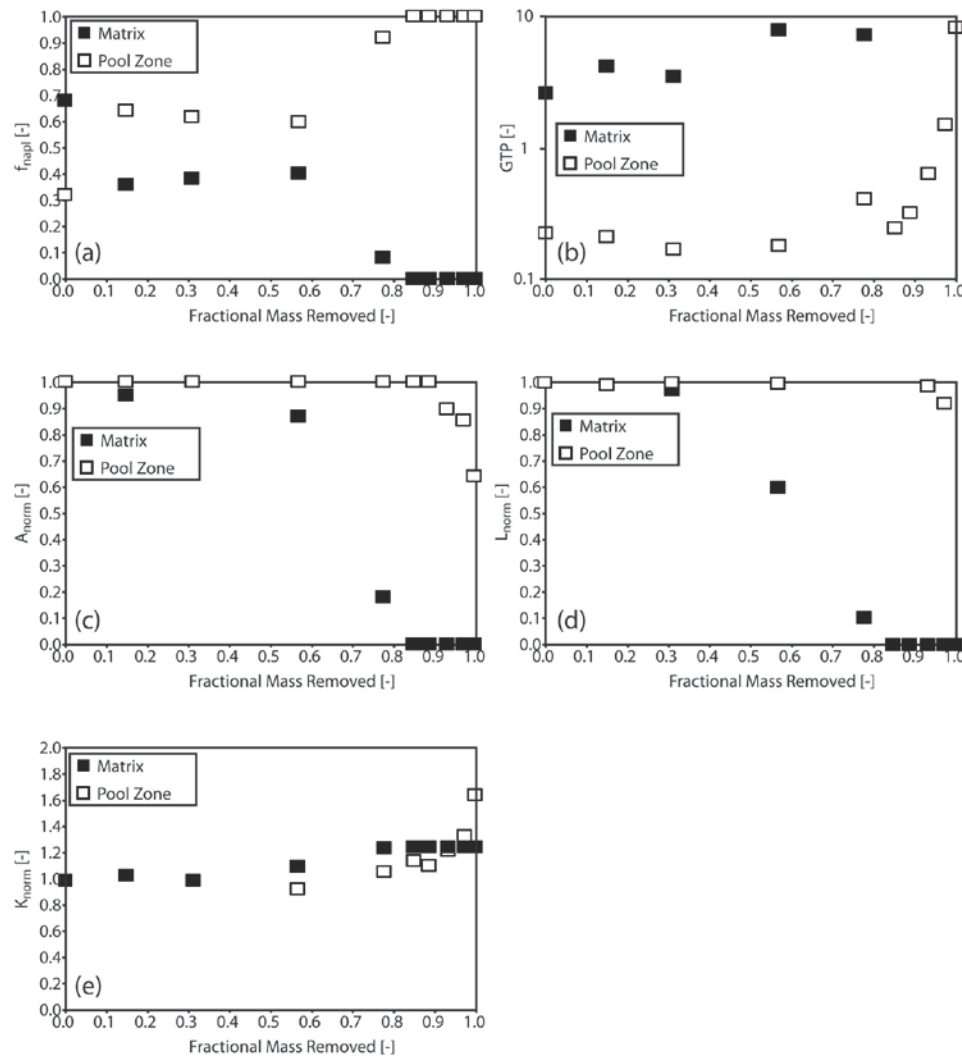 1.0
0.9
0.8
0.7
0.6
0.5
0.4
0.3
0.2
0.1
0.0
f_napl [-]
Matrix
Pool Zone
(a)
0.0 0.1 0.2 0.3 0.4 0.5 0.6 0.7 0.8 0.9 1.0
Fractional Mass Removed [-]
10
1
0.1
GTP [-]
Matrix
Pool Zone
(b)
0.0 0.1 0.2 0.3 0.4 0.5 0.6 0.7 0.8 0.9 1.0
Fractional Mass Removed [-]
1.0
0.9
0.8
0.7
0.6
0.5
0.4
0.3
0.2
0.1
0.0
A_norm [-]
Matrix
Pool Zone
(c)
0.0 0.1 0.2 0.3 0.4 0.5 0.6 0.7 0.8 0.9 1.0
Fractional Mass Removed [-]
1.0
0.9
0.8
0.7
0.6
0.5
0.4
0.3
0.2
0.1
0.0
L_norm [-]
Matrix
Pool Zone
(d)
0.0 0.1 0.2 0.3 0.4 0.5 0.6 0.7 0.8 0.9 1.0
Fractional Mass Removed [-]
2.0
1.8
1.6
1.4
1.2
1.0
0.8
0.6
0.4
0.2
0.0
K_norm [-]
Matrix
Pool Zone
(e)
0.0 0.1 0.2 0.3 0.4 0.5 0.6 0.7 0.8 0.9 1.0
Fractional Mass Removed [-]